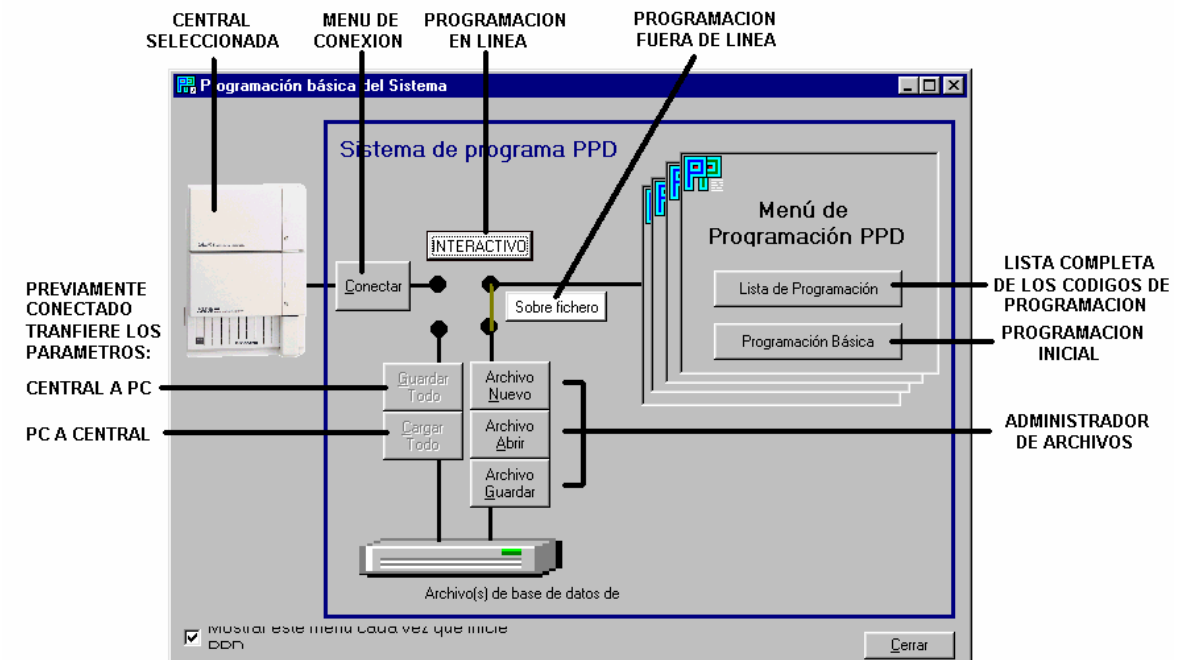 CENTRAL
SELECCIONADA
MENU DE
CONEXION
PROGRAMACION
EN LINEA
PROGRAMACION
FUERA DE LINEA
Programación básica del Sistema
Sistema de programa PPD
Menú de
Programación PPD
INTERACTIVO
Conectar
Sobre fichero
Lista de Programación
Programación Básica
LISTA COMPLETA
DE LOS CODIGOS DE
PROGRAMACION
PROGRAMACION
INICIAL
PREVIAMENTE
CONECTADO
TRANFIERE LOS
PARAMETROS:
CENTRAL A PC
PC A CENTRAL
Guardar
Todo
Cargar
Todo
Archivo
Nuevo
Archivo
Abrir
Archivo
Guardar
ADMINISTRADOR
DE ARCHIVOS
Archivo(s) de base de datos de
Mostrar este menú cada vez que inicie
PPD
Cerrar